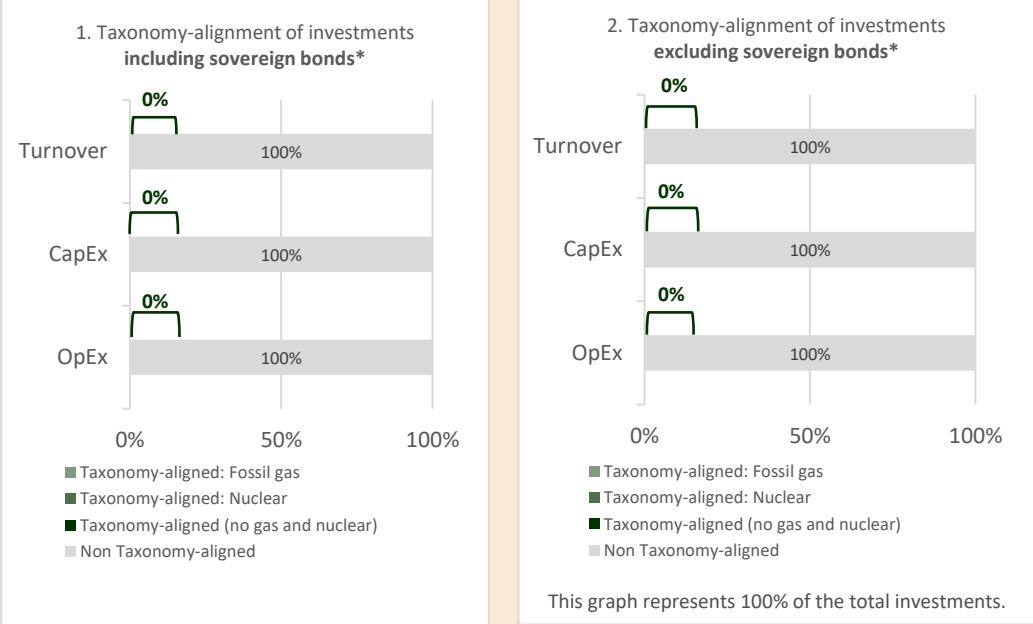 1. Taxonomy-alignment of investments
including sovereign bonds*
0%
Turnover
100%
0%
CapEx
100%
0%
OpEx
100%
0% 50% 100%
Taxonomy-aligned: Fossil gas
Taxonomy-aligned: Nuclear
Taxonomy-aligned (no gas and nuclear)
Non Taxonomy-aligned
2. Taxonomy-alignment of investments
excluding sovereign bonds*
0%
Turnover
100%
0%
CapEx
100%
0%
OpEx
100%
0% 50% 100%
Taxonomy-aligned: Fossil gas
Taxonomy-aligned: Nuclear
Taxonomy-aligned (no gas and nuclear)
Non Taxonomy-aligned
This graph represents 100% of the total investments.